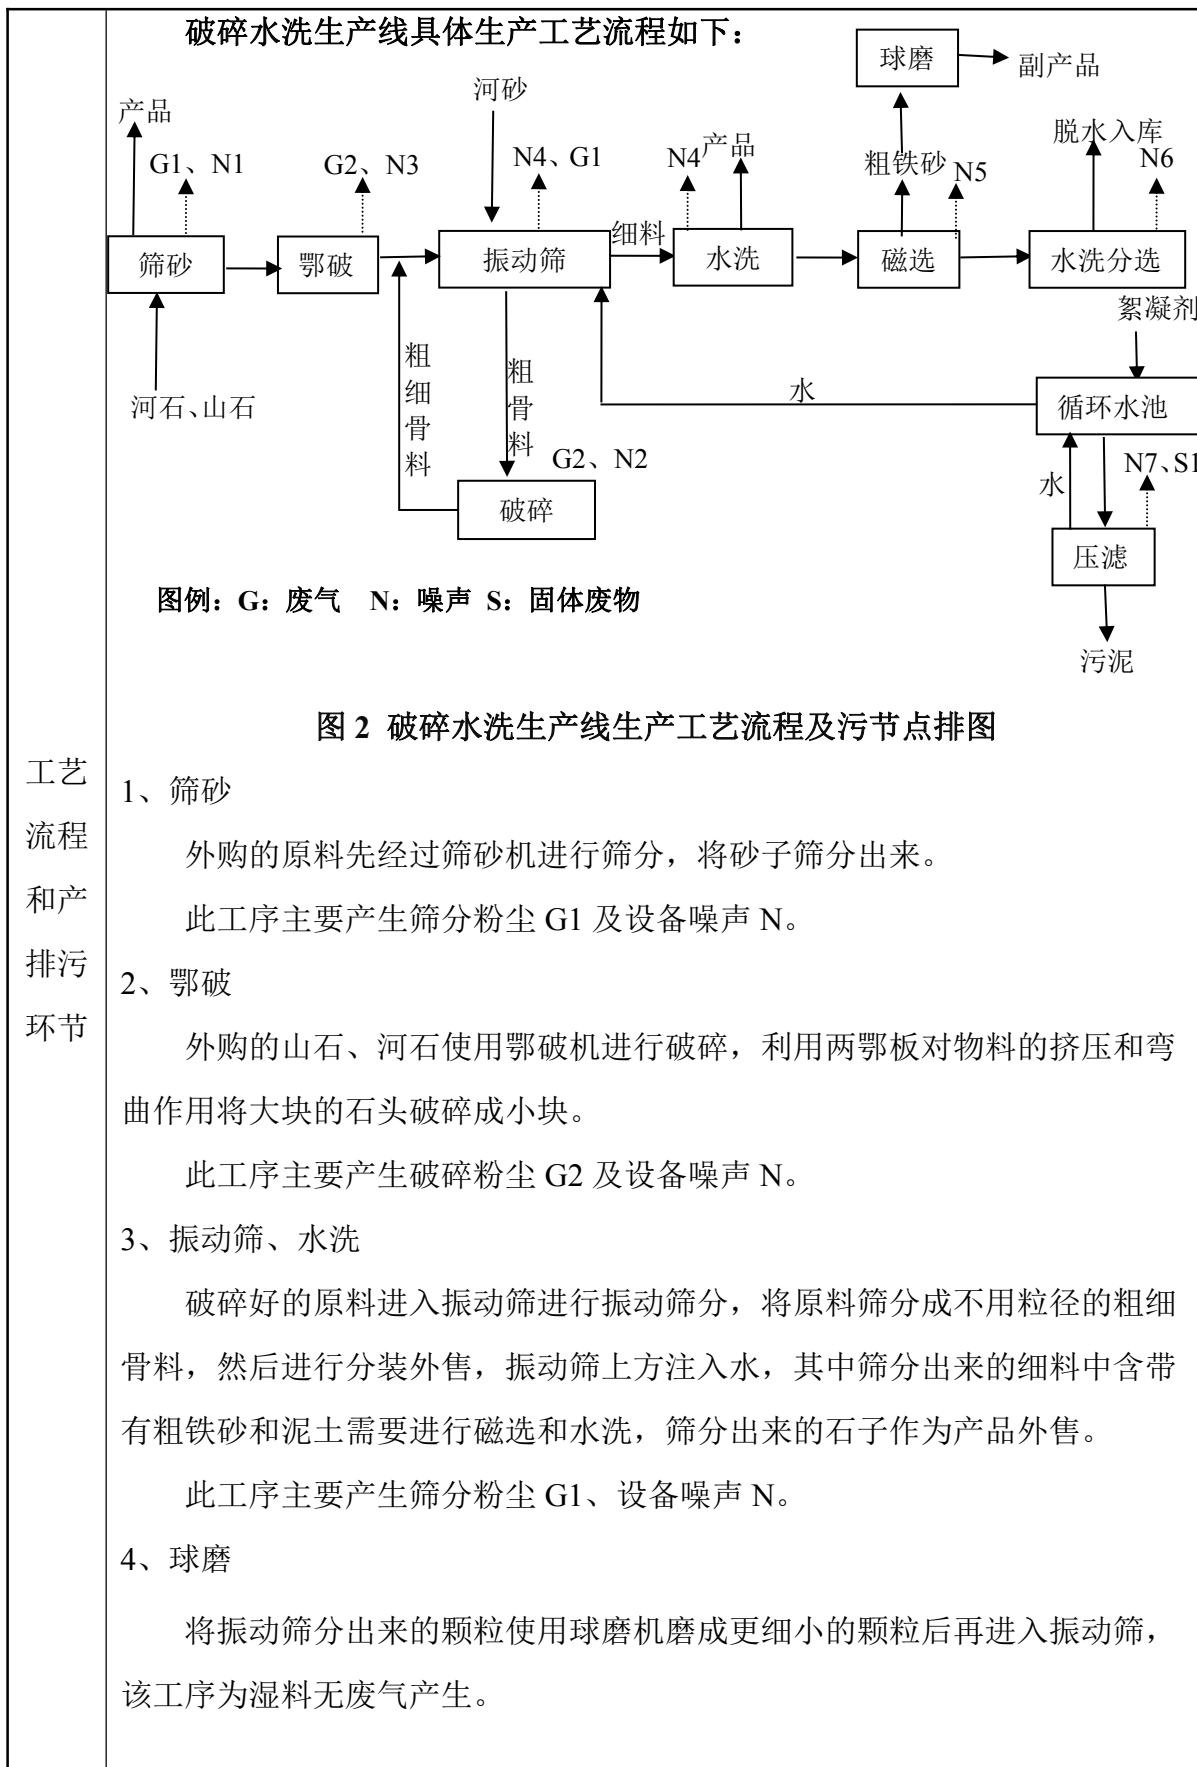 破碎水洗生产线具体生产工艺流程如下：
球磨
副产品
河砂
产品
脱水入库
G1、N1
G2、N3
N4、G1
N4
产品
粗铁砂
N5
N6
筛砂
鄂破
振动筛
细料
水洗
磁选
水洗分选
絮凝剂
粗细骨料
粗骨料
水
循环水池
河石、山石
G2、N2
水
N7、S1
破碎
压滤
图例：G：废气 N：噪声 S：固体废物
污泥
图 2 破碎水洗生产线生产工艺流程及污节点排图
工艺
流程
和产
排污
环节
1、筛砂
外购的原料先经过筛砂机进行筛分，将砂子筛分出来。
此工序主要产生筛分粉尘 G1 及设备噪声 N。
2、鄂破
外购的山石、河石使用鄂破机进行破碎，利用两鄂板对物料的挤压和弯
曲作用将大块的石头破碎成小块。
此工序主要产生破碎粉尘 G2 及设备噪声 N。
3、振动筛、水洗
破碎好的原料进入振动筛进行振动筛分，将原料筛分成不用粒径的粗细
骨料，然后进行分装外售，振动筛上方注入水，其中筛分出来的细料中含带
有粗铁砂和泥土需要进行磁选和水洗，筛分出来的石子作为产品外售。
此工序主要产生筛分粉尘 G1、设备噪声 N。
4、球磨
将振动筛分出来的颗粒使用球磨机磨成更细小的颗粒后再进入振动筛，
该工序为湿料无废气产生。